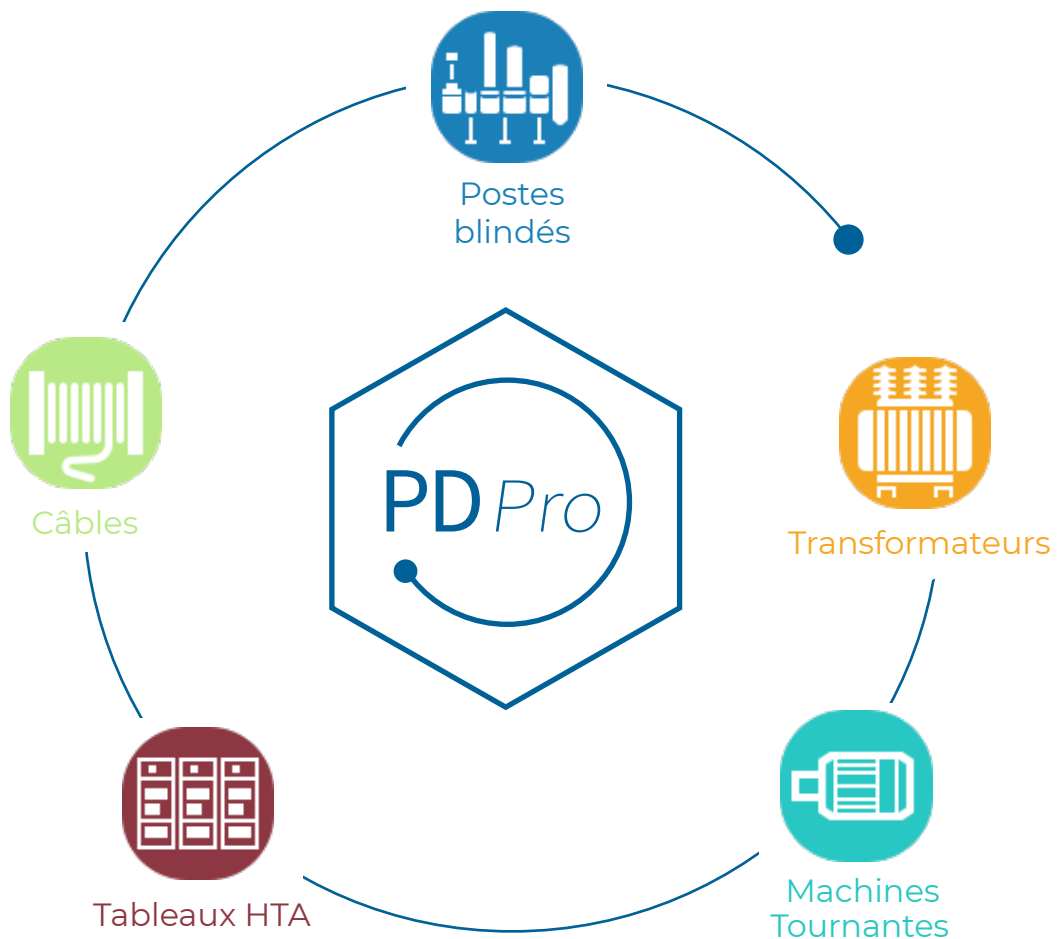 Postes
blindés
Câbles
PD Pro
Transformateurs
Tableaux HTA
Machines
Tournantes